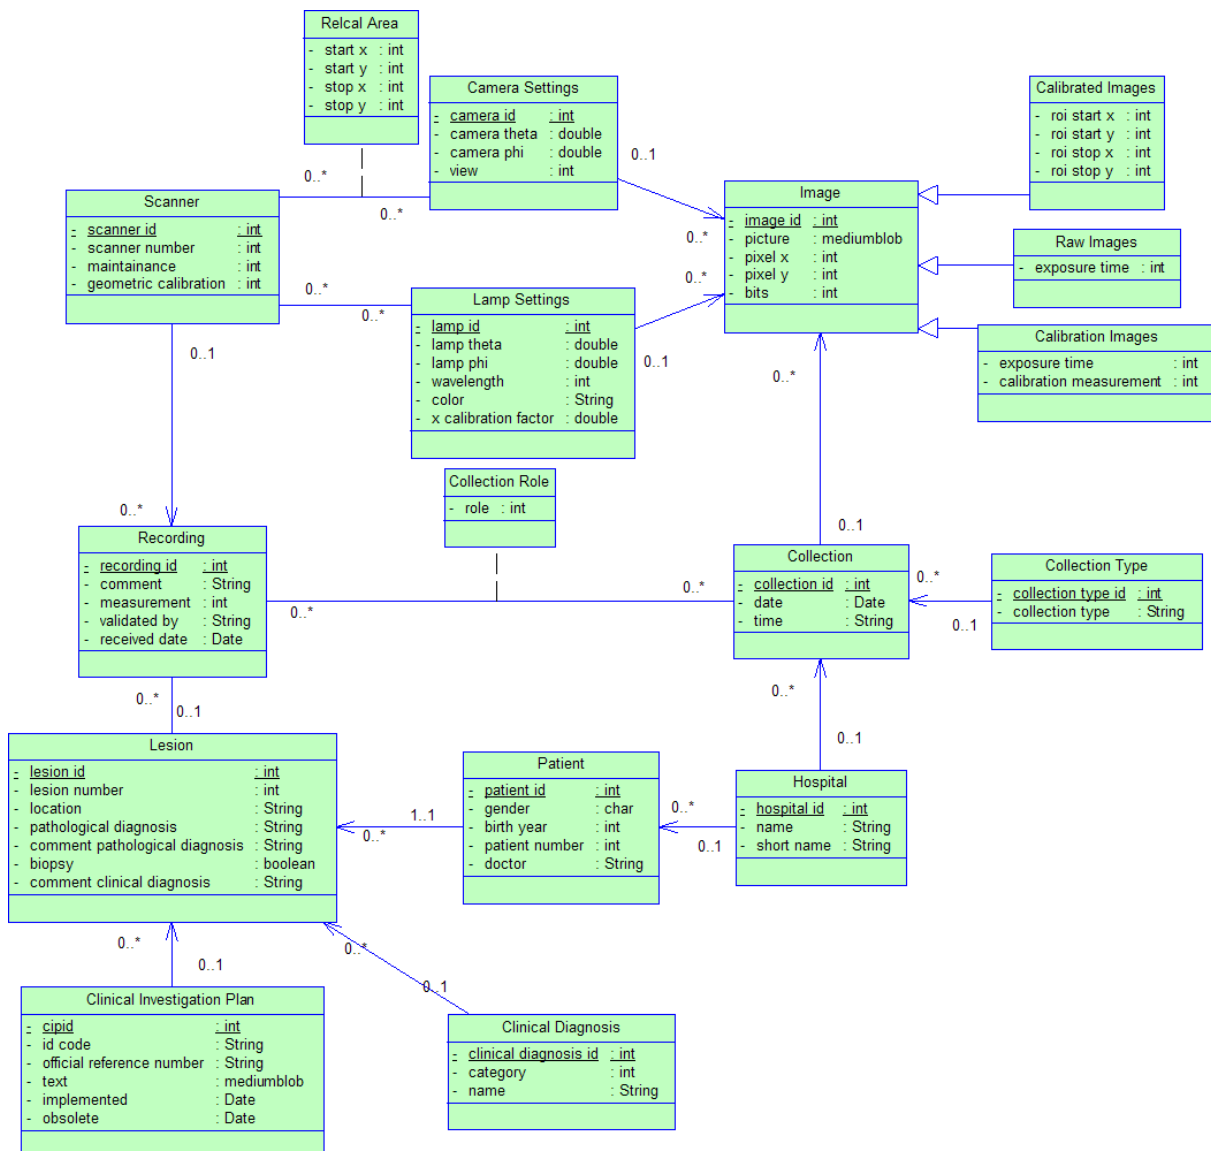 Relcal Area
- start x : int
- start y : int
- stop x : int
- stop y : int
Camera Settings
- camera id : int
- camera theta : double
- camera phi : double
- view : int
Calibrated Images
- roi start x : int
- roi start y : int
- roi stop x : int
- roi stop y : int
0..1
0..*
0..*
Scanner
- scanner id : int
- scanner number : int
- maintainance : int
- geometric calibration : int
Image
- image id : int
- picture : mediumblob
- pixel x : int
- pixel y : int
- bits : int
0..*
0..*
Raw Images
- exposure time : int
0..*
0..*
Lamp Settings
- lamp id : int
- lamp theta : double
- lamp phi : double
- wavelength : int
- color : String
- x calibration factor : double
0..1
0..1
0..*
Calibration Images
- exposure time : int
- calibration measurement : int
Collection Role
- role : int
0..*
0..1
Recording
- recording id : int
- comment : String
- measurement : int
- validated by : String
- received date : Date
0..*
0..*
Collection
- collection id : int
- date : Date
- time : String
0..*
0..1
Collection Type
- collection type id : int
- collection type : String
0..*
0..1
0..*
0..1
Lesion
- lesion id : int
- lesion number : int
- location : String
- pathological diagnosis : String
- comment pathological diagnosis : String
- biopsy : boolean
- comment clinical diagnosis : String
1..1
0..*
Patient
- patient id : int
- gender : char
- birth year : int
- patient number : int
- doctor : String
0..*
0..1
Hospital
- hospital id : int
- name : String
- short name : String
0..*
0..1
0..*
0..1
Clinical Investigation Plan
- cipid : int
- id code : String
- official reference number : String
- text : mediumblob
- implemented : Date
- obsolete : Date
Clinical Diagnosis
- clinical diagnosis id : int
- category : int
- name : String